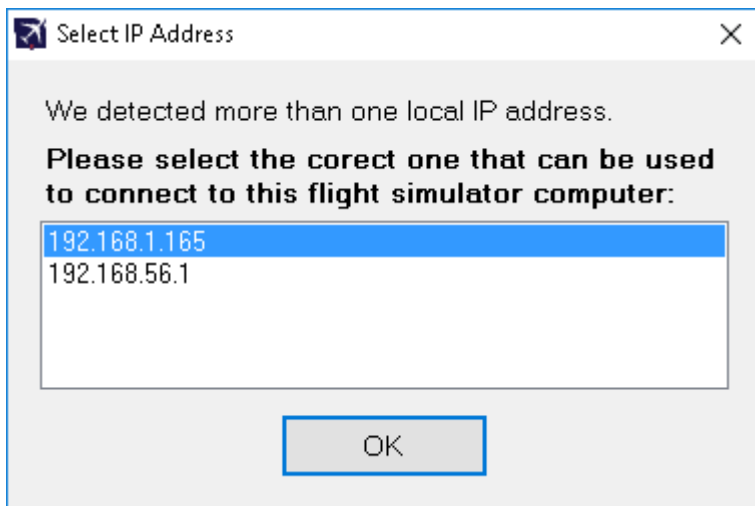 Select IP Address
We detected more than one local IP address.
Please select the corect one that can be used
to connect to this flight simulator computer:
192.168.1.165
192.168.56.1
OK